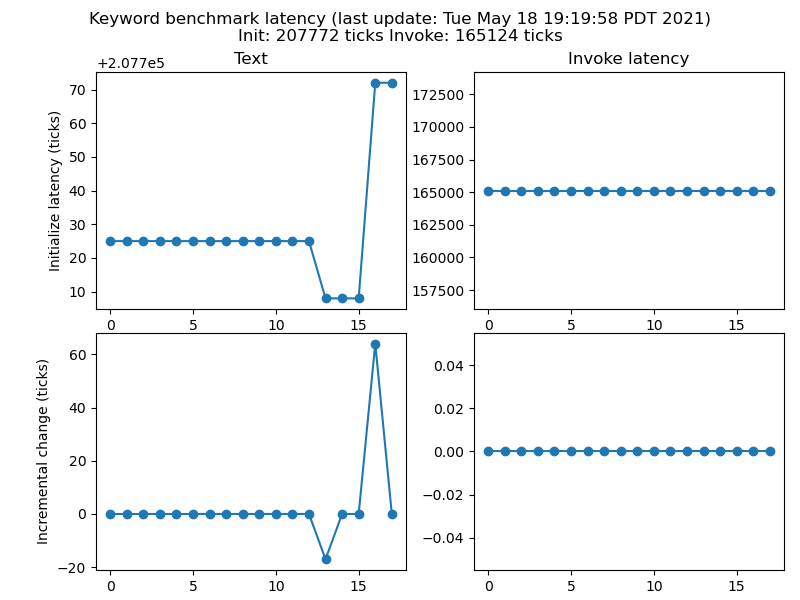 Keyword benchmark latency (last update: Tue May 18 19:19:58 PDT 2021)
Init: 207772 ticks Invoke: 165124 ticks
Text
Invoke latency
+2.077e5
Initialize latency (ticks)
70
60
50
40
30
20
10
0 5 10 15
172500
170000
167500
165000
162500
160000
157500
0 5 10 15
Incremental change (ticks)
60
40
20
0
−20
0 5 10 15
0.04
0.02
0.00
−0.02
−0.04
0 5 10 15